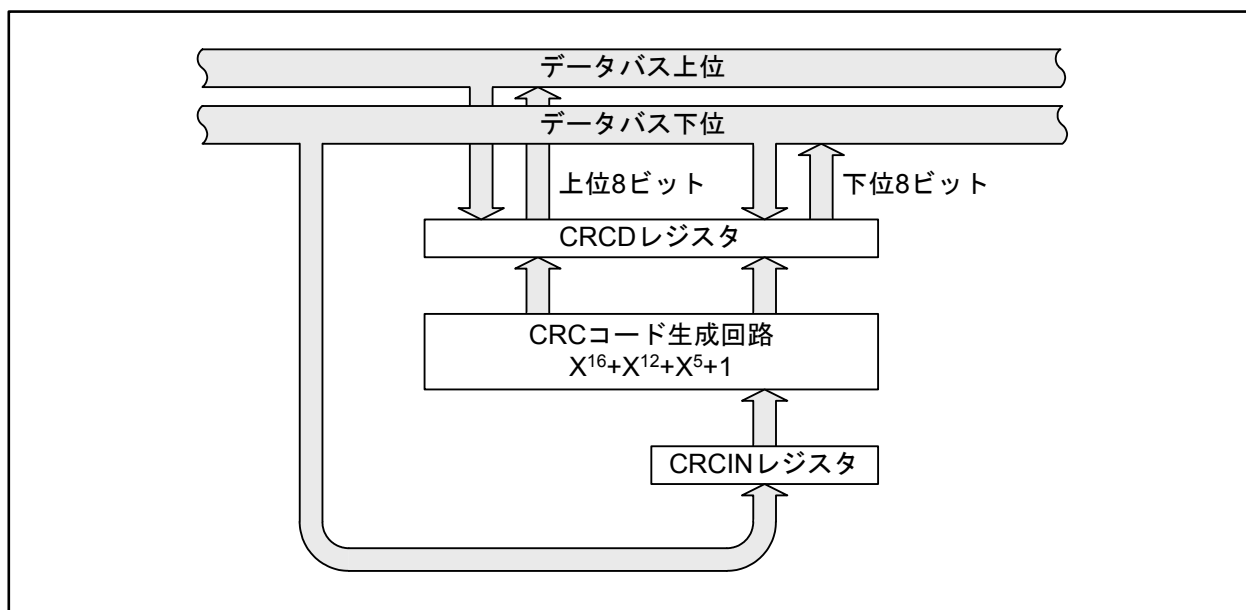 データバス上位
データバス下位
上位8ビット
下位8ビット
CRCDレジスタ
CRCコード生成回路
X¹⁶+X¹²+X⁵+1
CRCINレジスタ